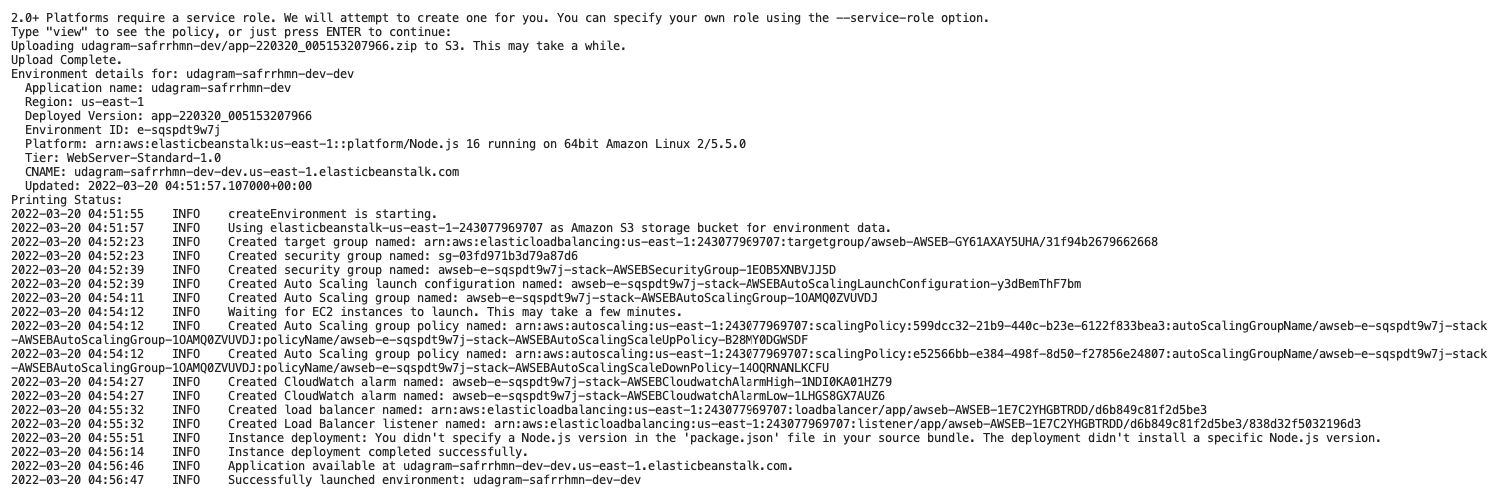 2.0+ Platforms require a service role. We will attempt to create one for you. You can specify your own role using the --service-role option.
Type "view" to see the policy, or just press ENTER to continue:
Uploading udagram-safrrhmn-dev/app-220320_005153207966.zip to S3. This may take a while.
Upload Complete.
Environment details for: udagram-safrrhmn-dev-dev
  Application name: udagram-safrrhmn-dev
  Region: us-east-1
  Deployed Version: app-220320_005153207966
  Environment ID: e-sqspdt9w7j
  Platform: arn:aws:elasticbeanstalk:us-east-1::platform/Node.js 16 running on 64bit Amazon Linux 2/5.5.0
  Tier: WebServer-Standard-1.0
  CNAME: udagram-safrrhmn-dev-dev.us-east-1.elasticbeanstalk.com
  Updated: 2022-03-20 04:51:57.107000+00:00
Printing Status:
2022-03-20 04:51:55    INFO    createEnvironment is starting.
2022-03-20 04:51:57    INFO    Using elasticbeanstalk-us-east-1-243077969707 as Amazon S3 storage bucket for environment data.
2022-03-20 04:52:23    INFO    Created target group named: arn:aws:elasticloadbalancing:us-east-1:243077969707:targetgroup/awseb-AWSEB-GY61AXAY5UHA/31f94b2679662668
2022-03-20 04:52:23    INFO    Created security group named: sg-03fd971b3d79a87d6
2022-03-20 04:52:39    INFO    Created security group named: awseb-e-sqspdt9w7j-stack-AWSEBSecurityGroup-1EOB5XNBVJJ5D
2022-03-20 04:52:39    INFO    Created Auto Scaling launch configuration named: awseb-e-sqspdt9w7j-stack-AWSEBAutoScalingLaunchConfiguration-y3dBemThF7bm
2022-03-20 04:54:11    INFO    Created Auto Scaling group named: awseb-e-sqspdt9w7j-stack-AWSEBAutoScalingGroup-1OAMQ0ZVUVDJ
2022-03-20 04:54:12    INFO    Waiting for EC2 instances to launch. This may take a few minutes.
2022-03-20 04:54:12    INFO    Created Auto Scaling group policy named: arn:aws:autoscaling:us-east-1:243077969707:scalingPolicy:599dcc32-21b9-440c-b23e-6122f833bea3:autoScalingGroupName/awseb-e-sqspdt9w7j-stack
-AWSEBAutoScalingGroup-1OAMQ0ZVUVDJ:policyName/awseb-e-sqspdt9w7j-stack-AWSEBAutoScalingScaleUpPolicy-B28MY0DGWSDF
2022-03-20 04:54:12    INFO    Created Auto Scaling group policy named: arn:aws:autoscaling:us-east-1:243077969707:scalingPolicy:e52566bb-e384-498f-8d50-f27856e24807:autoScalingGroupName/awseb-e-sqspdt9w7j-stack
-AWSEBAutoScalingGroup-1OAMQ0ZVUVDJ:policyName/awseb-e-sqspdt9w7j-stack-AWSEBAutoScalingScaleDownPolicy-14OQRNANLKCFU
2022-03-20 04:54:27    INFO    Created CloudWatch alarm named: awseb-e-sqspdt9w7j-stack-AWSEBCloudwatchAlarmHigh-1NDI0KA01HZ79
2022-03-20 04:54:27    INFO    Created CloudWatch alarm named: awseb-e-sqspdt9w7j-stack-AWSEBCloudwatchAlarmLow-1LHGS8GX7AUZ6
2022-03-20 04:55:32    INFO    Created load balancer named: arn:aws:elasticloadbalancing:us-east-1:243077969707:loadbalancer/app/awseb-AWSEB-1E7C2YHGBTRDD/d6b849c81f2d5be3
2022-03-20 04:55:32    INFO    Created Load Balancer listener named: arn:aws:elasticloadbalancing:us-east-1:243077969707:listener/app/awseb-AWSEB-1E7C2YHGBTRDD/d6b849c81f2d5be3/838d32f5032196d3
2022-03-20 04:55:51    INFO    Instance deployment: You didn't specify a Node.js version in the 'package.json' file in your source bundle. The deployment didn't install a specific Node.js version.
2022-03-20 04:56:14    INFO    Instance deployment completed successfully.
2022-03-20 04:56:46    INFO    Application available at udagram-safrrhmn-dev-dev.us-east-1.elasticbeanstalk.com.
2022-03-20 04:56:47    INFO    Successfully launched environment: udagram-safrrhmn-dev-dev